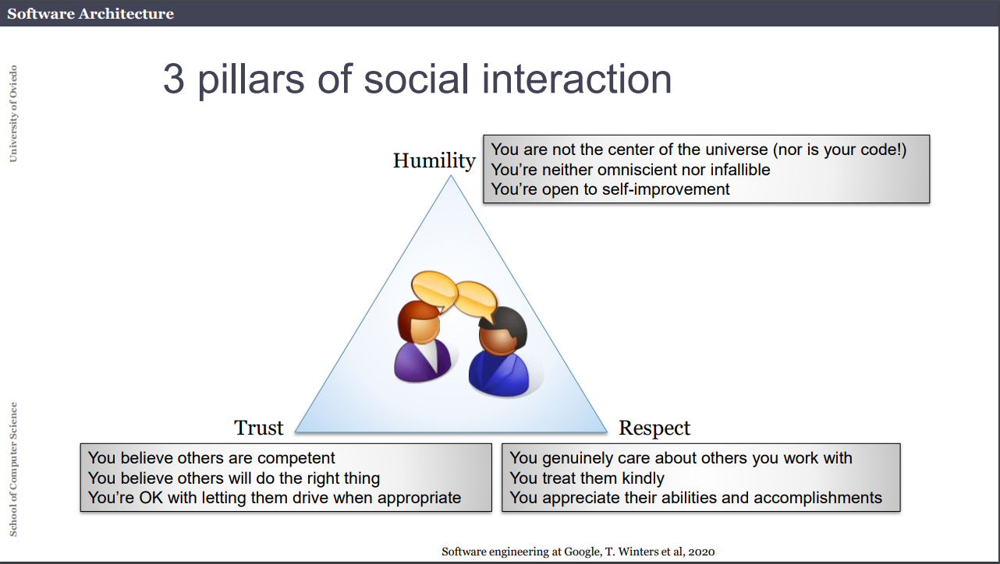 Software Architecture
University of Oviedo
School of Computer Science
3 pillars of social interaction
Humility
You are not the center of the universe (nor is your code!)
You’re neither omniscient nor infallible
You’re open to self-improvement
Trust
You believe others are competent
You believe others will do the right thing
You’re OK with letting them drive when appropriate
Respect
You genuinely care about others you work with
You treat them kindly
You appreciate their abilities and accomplishments
Software engineering at Google, T. Winters et al, 2020